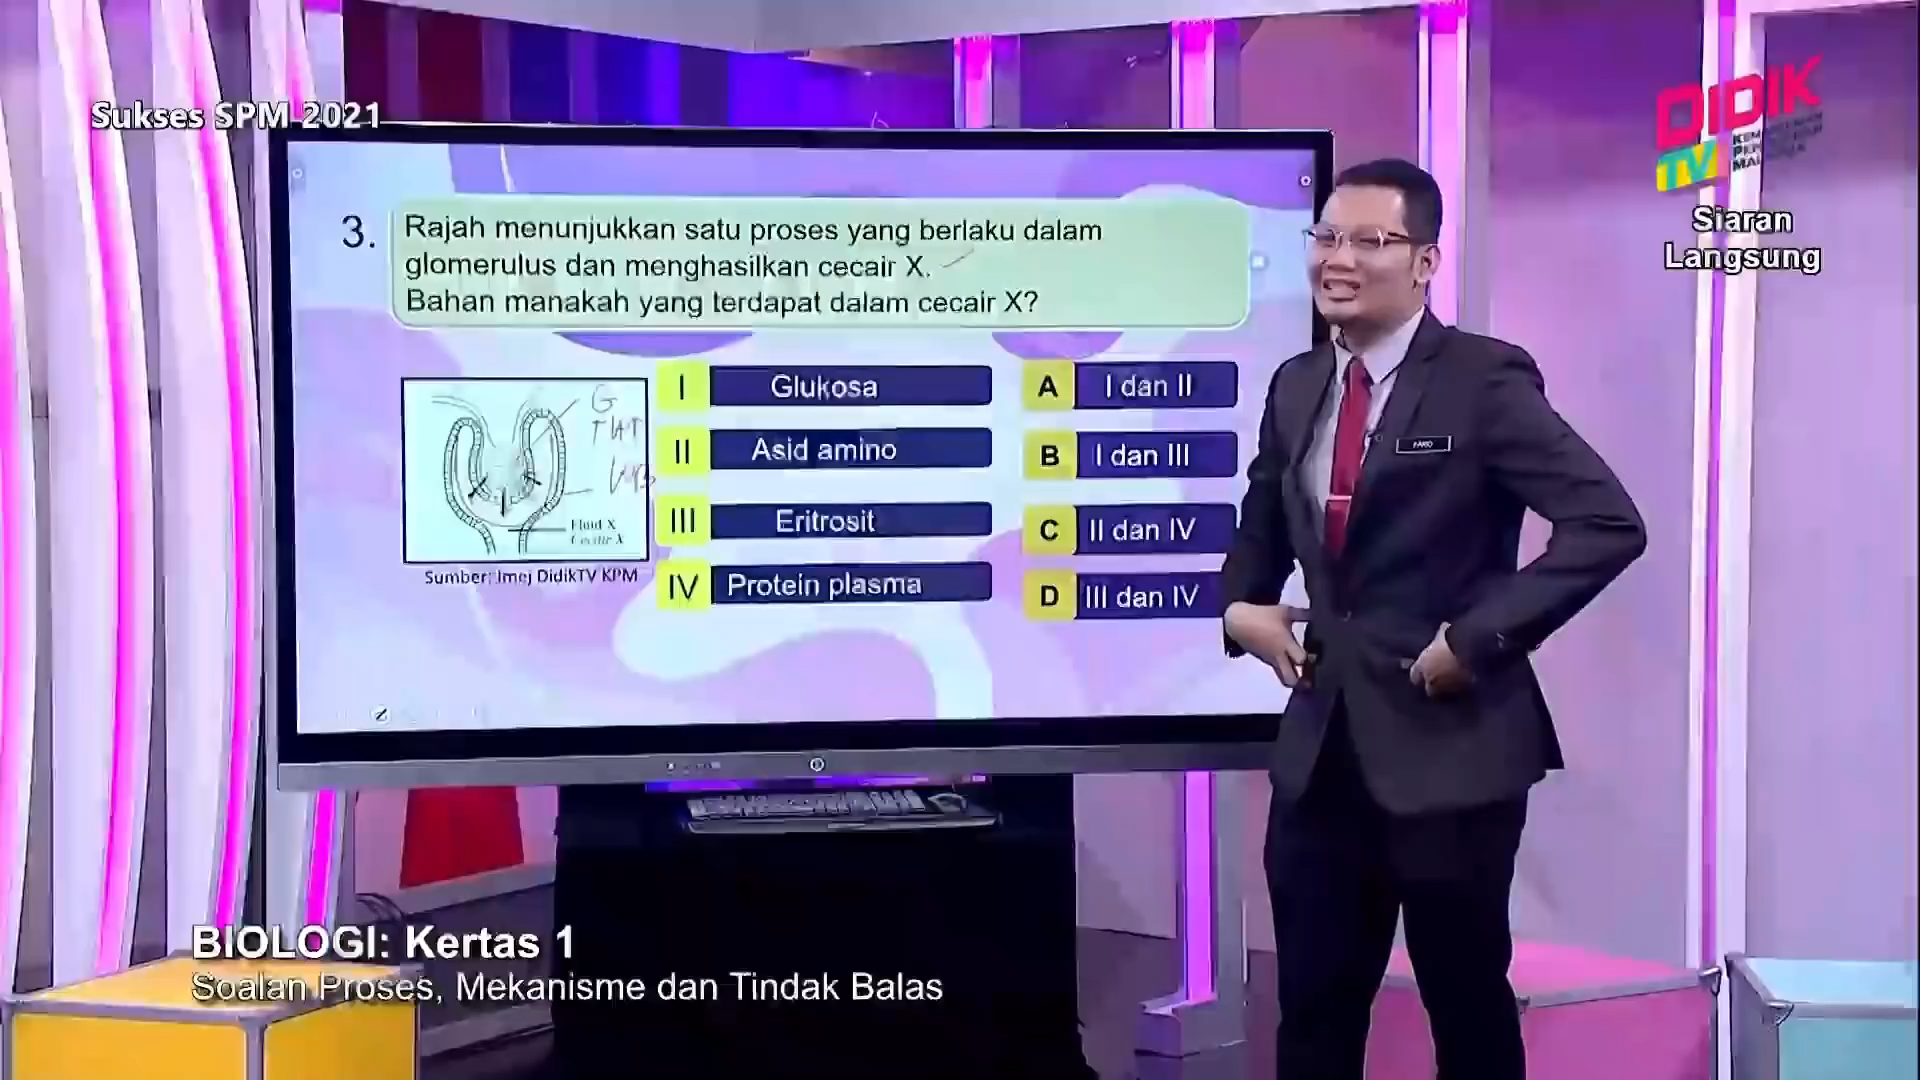 Sukses SPM 2021
DIDIK
TV
Siaran
Langsung
3.
Rajah menunjukkan satu proses yang berlaku dalam
glomerulus dan menghasilkan cecair X.
Bahan manakah yang terdapat dalam cecair X?
I Glukosa
II Asid amino
III Eritrosit
IV Protein plasma
A I dan II
B I dan III
C II dan IV
D III dan IV
G
Fluid X
Cecair X
Sumber: Imej DidikTV KPM
BIOLOGI: Kertas 1
Soalan Proses, Mekanisme dan Tindak Balas